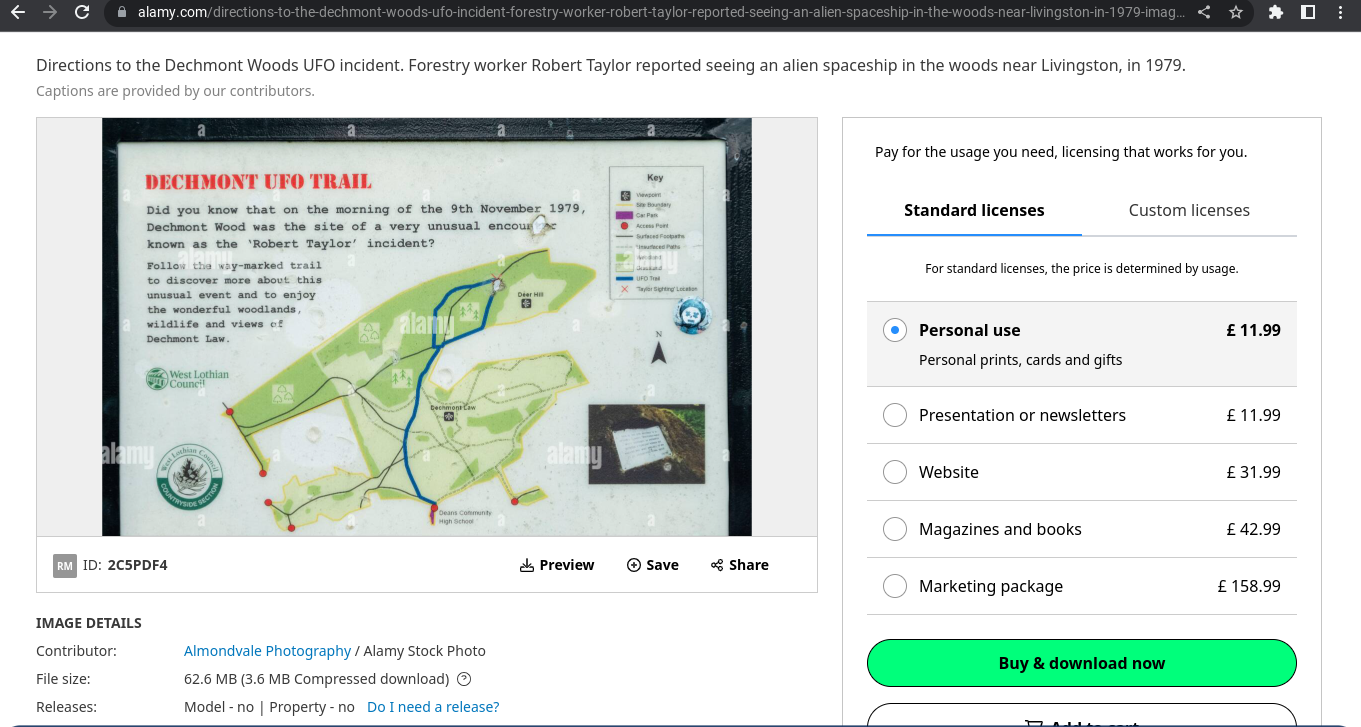 alamy.com/directions-to-the-dechmont-woods-ufo-incident-forestry-worker-robert-taylor-reported-seeing-an-alien-spaceship-in-the-woods-near-livingston-in-1979-imag...
Directions to the Dechmont Woods UFO incident. Forestry worker Robert Taylor reported seeing an alien spaceship in the woods near Livingston, in 1979.
Captions are provided by our contributors.
DECHMONT UFO TRAIL
Did you know that on the morning of the 9th November 1979,
Dechmont Wood was the site of a very unusual encounter
known as the 'Robert Taylor' incident?
Follow the way-marked trail
to discover more about this
unusual event and to enjoy
the wonderful woodlands,
wildlife and views of
Dechmont Law.
West Lothian
Council
West Lothian Council
COUNTRYSIDE SECTION
Key
Viewpoint
Site Boundary
Car Park
Access Point
Surfaced Footpaths
Unsurfaced Paths
Grassland
UFO Trail
'Taylor Sighting' Location
Deer Hill
N
Dechmont Law
Deans Community
High School
alamy
alamy
alamy
alamy
alamy
RM ID: 2C5PDF4
Preview
Save
Share
IMAGE DETAILS
Contributor: Almondvale Photography / Alamy Stock Photo
File size: 62.6 MB (3.6 MB Compressed download) ?
Releases: Model - no | Property - no Do I need a release?
Pay for the usage you need, licensing that works for you.
Standard licenses
Custom licenses
For standard licenses, the price is determined by usage.
Personal use £ 11.99
Personal prints, cards and gifts
Presentation or newsletters £ 11.99
Website £ 31.99
Magazines and books £ 42.99
Marketing package £ 158.99
Buy & download now
Add to cart